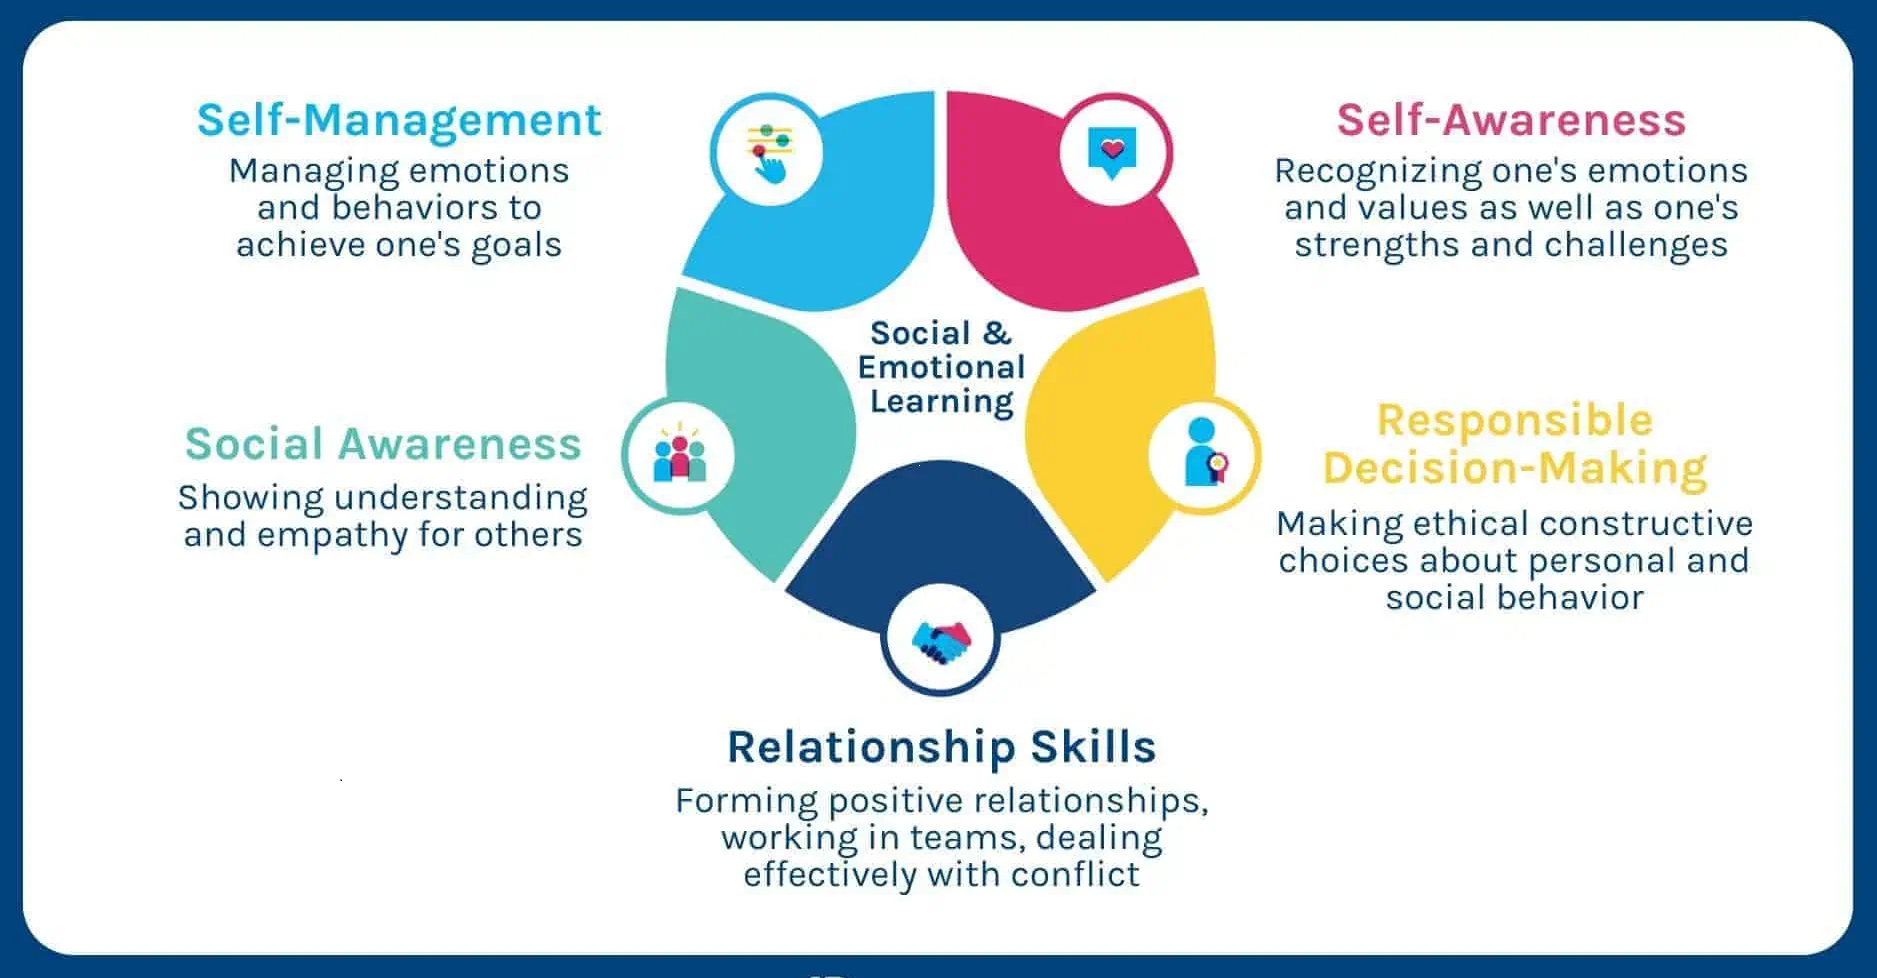 Self-Management
Managing emotions
and behaviors to
achieve one's goals
Self-Awareness
Recognizing one's emotions
and values as well as one's
strengths and challenges
Social &
Emotional
Learning
Social Awareness
Showing understanding
and empathy for others
Responsible
Decision-Making
Making ethical constructive
choices about personal and
social behavior
Relationship Skills
Forming positive relationships,
working in teams, dealing
effectively with conflict